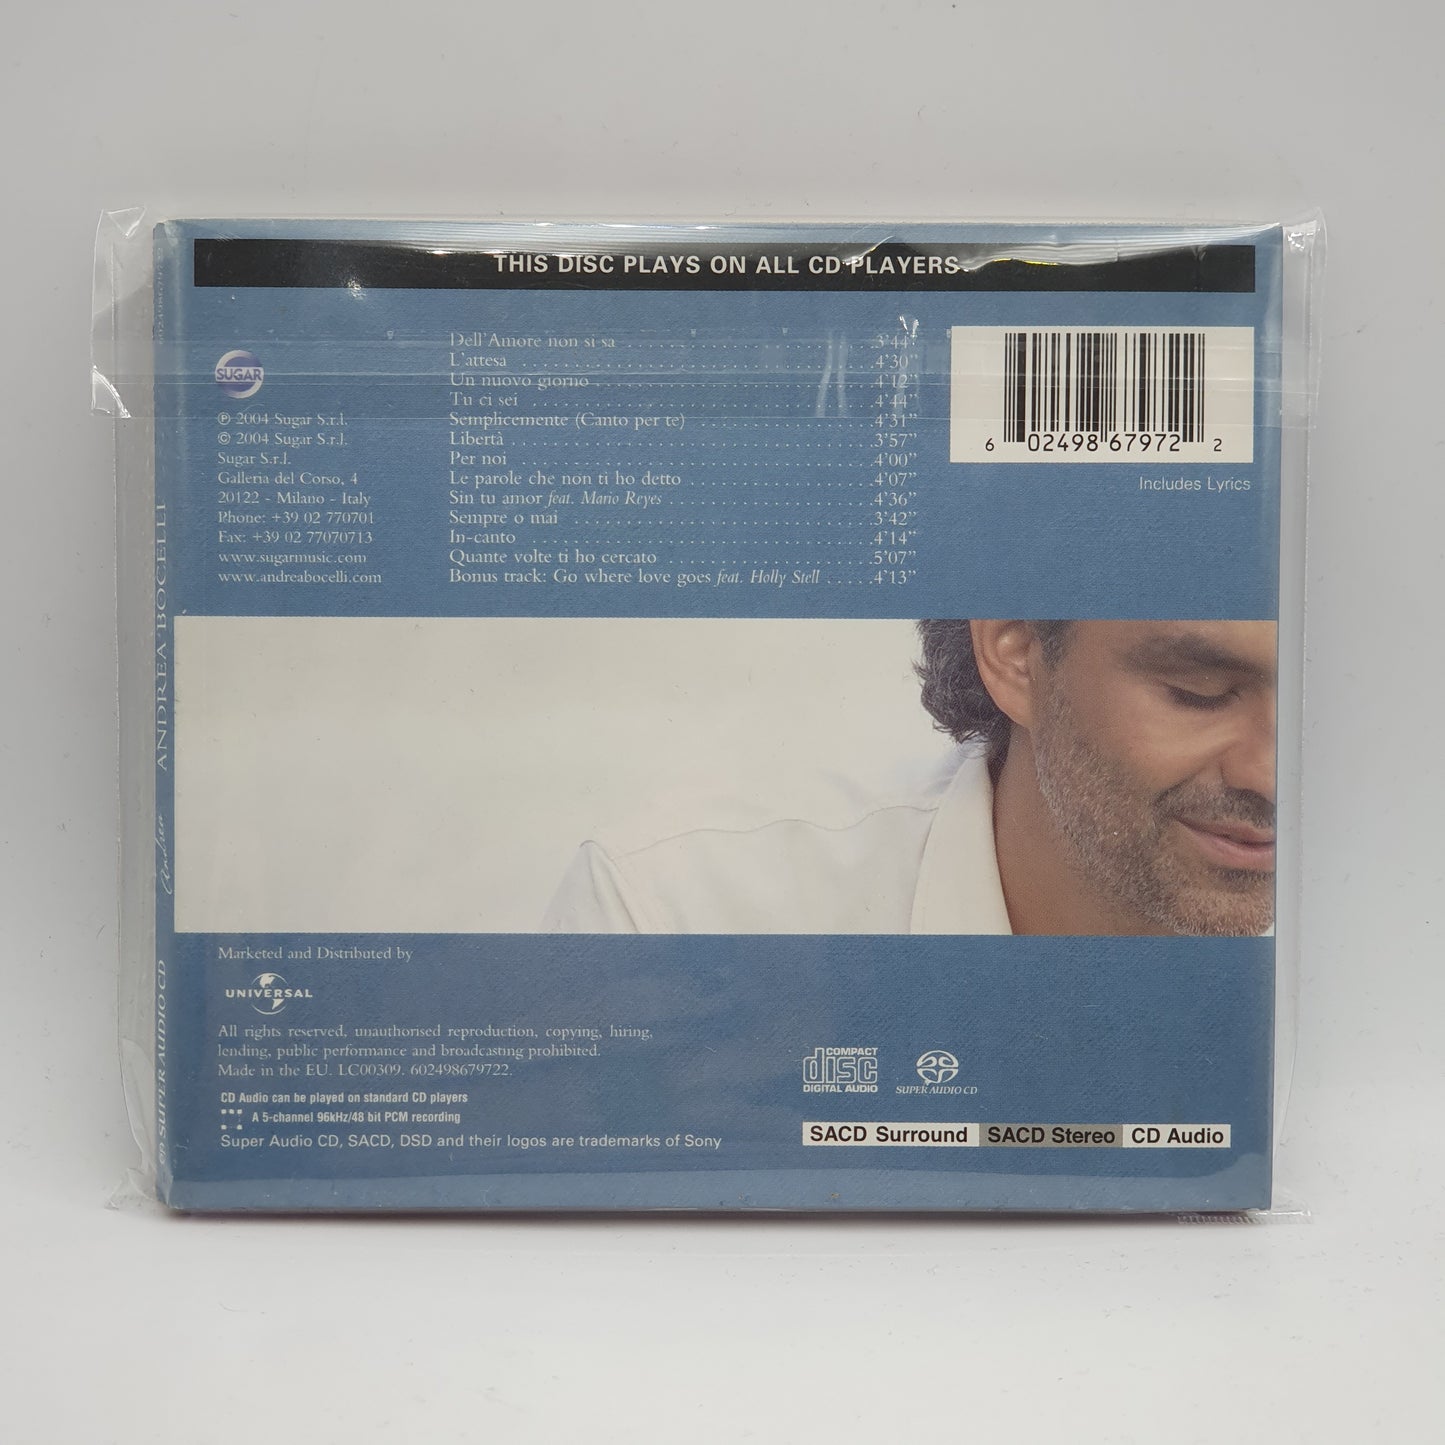 THIS DISC PLAYS ON ALL CD PLAYERS.
Dell'Amore non si sa 3'44"
L'attesa 4'30"
Un nuovo giorno 4'12"
Tu ci sei 4'44"
Semplicemente (Canto per te) 4'31"
Libertà 3'57"
Per noi 4'00"
Le parole che non ti ho detto 4'07"
Sin tu amor feat. Mario Reyes 4'36"
Sempre o mai 3'42"
In-canto 4'14"
Quante volte ti ho cercato 5'07"
Bonus track: Go where love goes feat. Holly Stell 4'13"
SUGAR
℗ 2004 Sugar S.r.l.
© 2004 Sugar S.r.l.
Sugar S.r.l.
Galleria del Corso, 4
20122 - Milano - Italy
Phone: +39 02 770701
Fax: +39 02 77070713
www.sugarmusic.com
www.andreabocelli.com
6 02498 67972 2
Includes Lyrics
ANDREA BOCELLI
Andrea
SUPER AUDIO CD
Marketed and Distributed by
UNIVERSAL
All rights reserved, unauthorised reproduction, copying, hiring,
lending, public performance and broadcasting prohibited.
Made in the EU. LC00309. 602498679722.
CD Audio can be played on standard CD players
A 5-channel 96kHz/48 bit PCM recording
Super Audio CD, SACD, DSD and their logos are trademarks of Sony
COMPACT
disc
DIGITAL AUDIO
SUPER AUDIO CD
SACD Surround SACD Stereo CD Audio